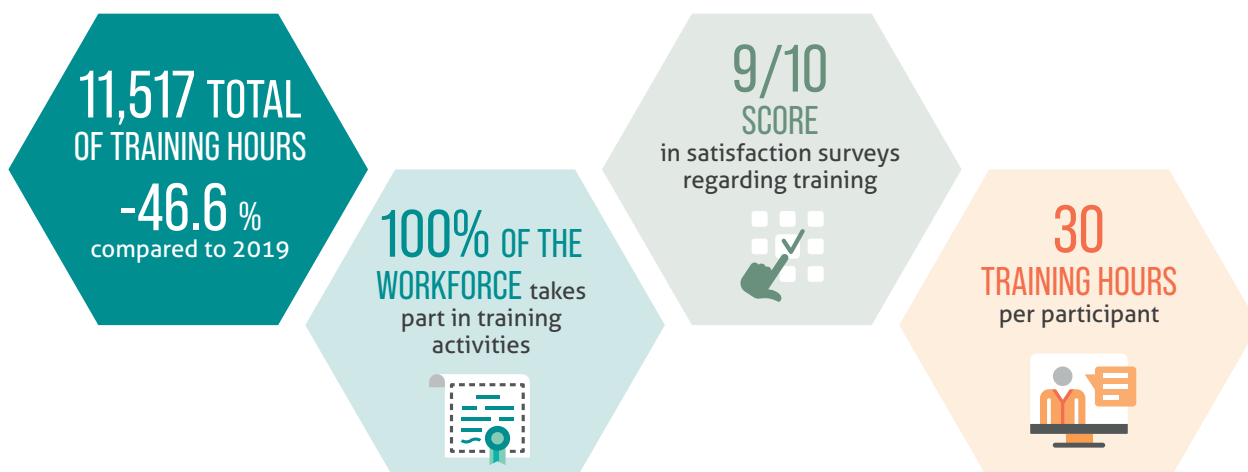 11,517 TOTAL
OF TRAINING HOURS
-46.6 %
compared to 2019
100% OF THE
WORKFORCE takes
part in training
activities
9/10
SCORE
in satisfaction surveys
regarding training
30
TRAINING HOURS
per participant